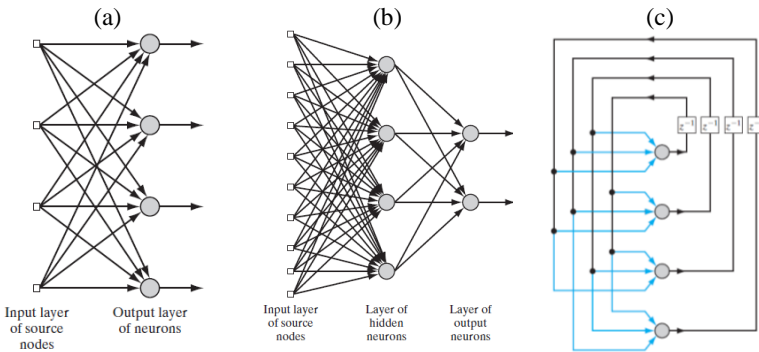 (a)
(b)
(c)
Input layer
of source
nodes
Output layer
of neurons
Input layer
of source
nodes
Layer of
hidden
neurons
Layer of
output
neurons
z⁻¹
z⁻¹
z⁻¹
z⁻¹